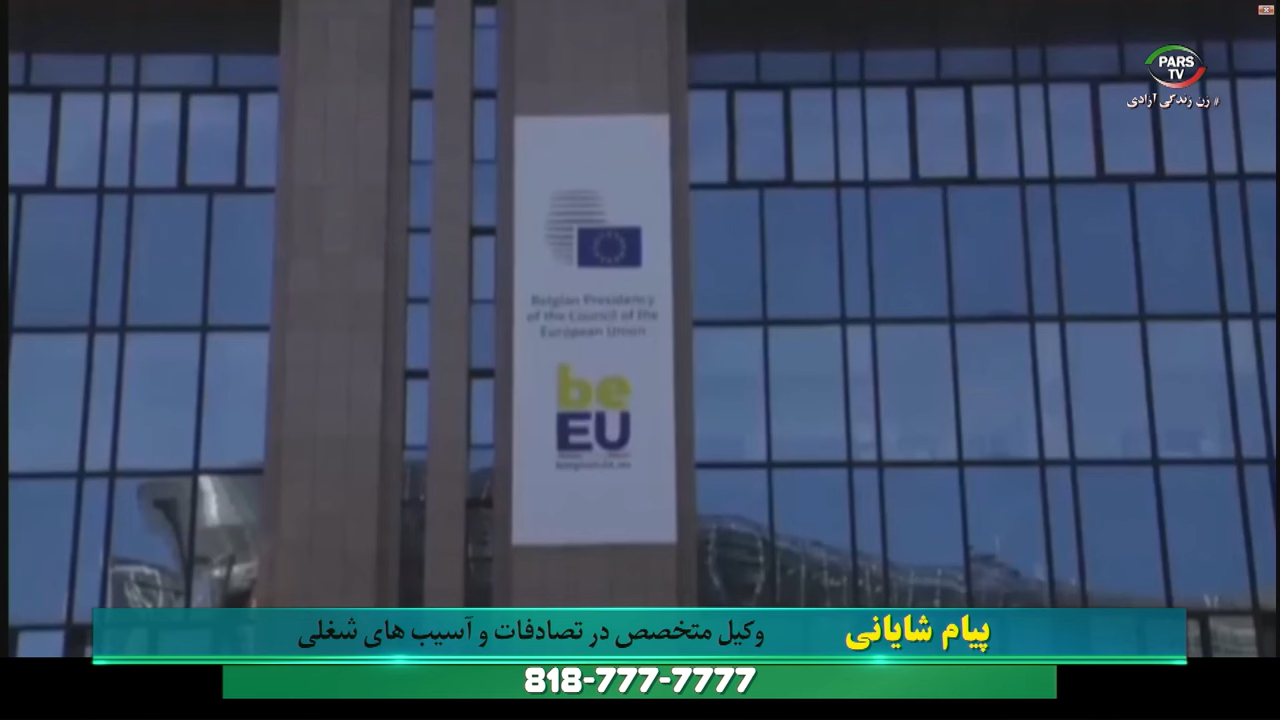 PARS
TV
# زن زندگی آزادی
Belgian Presidency
of the Council of the
European Union
be
EU
پیام شایانی
وکیل متخصص در تصادفات و آسیب های شغلی
818-777-7777